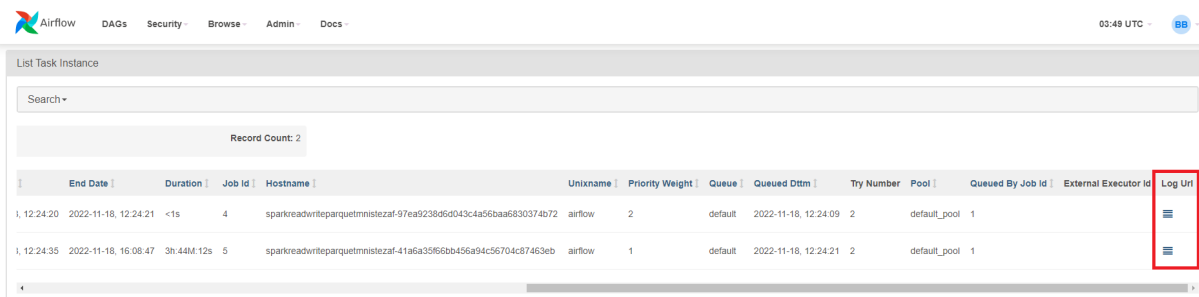 Airflow DAGs Security Browse Admin Docs 03:49 UTC BB
List Task Instance
Search
Record Count: 2
End Date Duration Job Id Hostname Unixname Priority Weight Queue Queued Dttm Try Number Pool Queued By Job Id External Executor Id Log Url
, 12:24:20 2022-11-18, 12:24:21 <1s 4 sparkreadwriteparquetmnistezaf-97ea9238d6d043c4a56baa6830374b72 airflow 2 default 2022-11-18, 12:24:09 2 default_pool 1
, 12:24:35 2022-11-18, 16:08:47 3h:44M:12s 5 sparkreadwriteparquetmnistezaf-41a6a35f66bb456a94c56704c87463eb airflow 1 default 2022-11-18, 12:24:21 2 default_pool 1